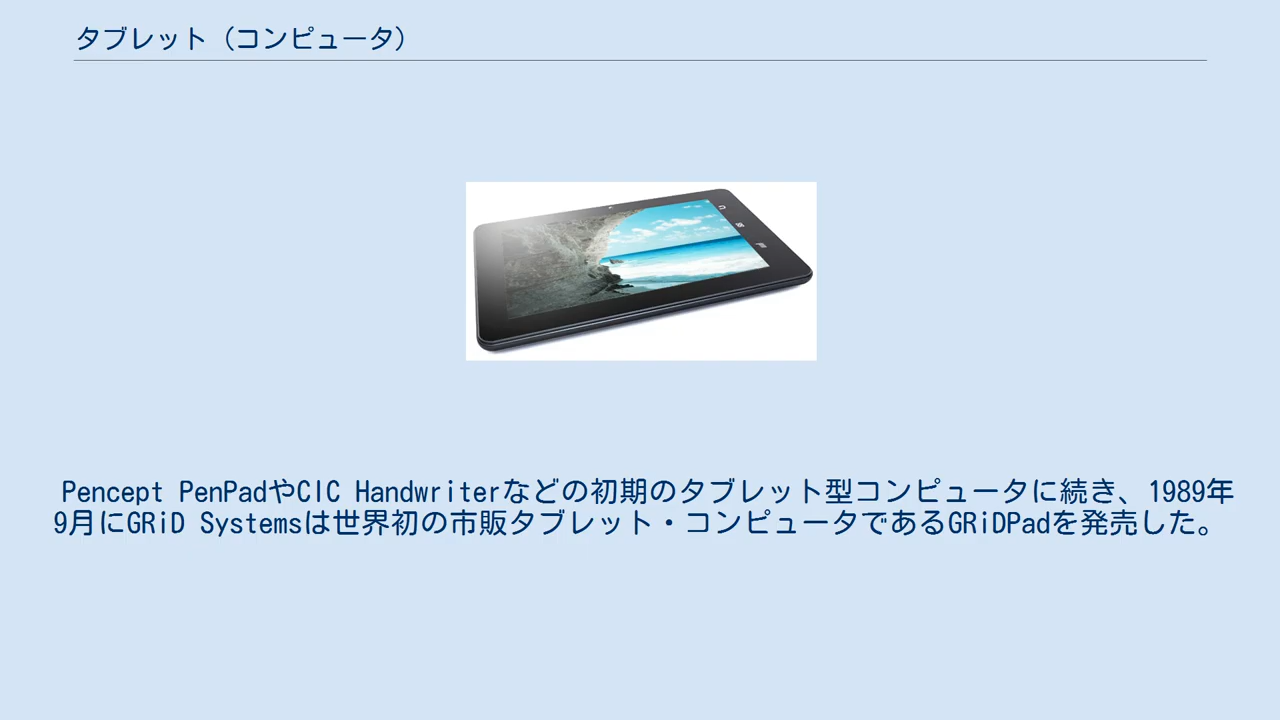 タブレット（コンピュータ）
Pencept PenPadやCIC Handwriterなどの初期のタブレット型コンピュータに続き、1989年
9月にGRiD Systemsは世界初の市販タブレット・コンピュータであるGRiDPadを発売した。